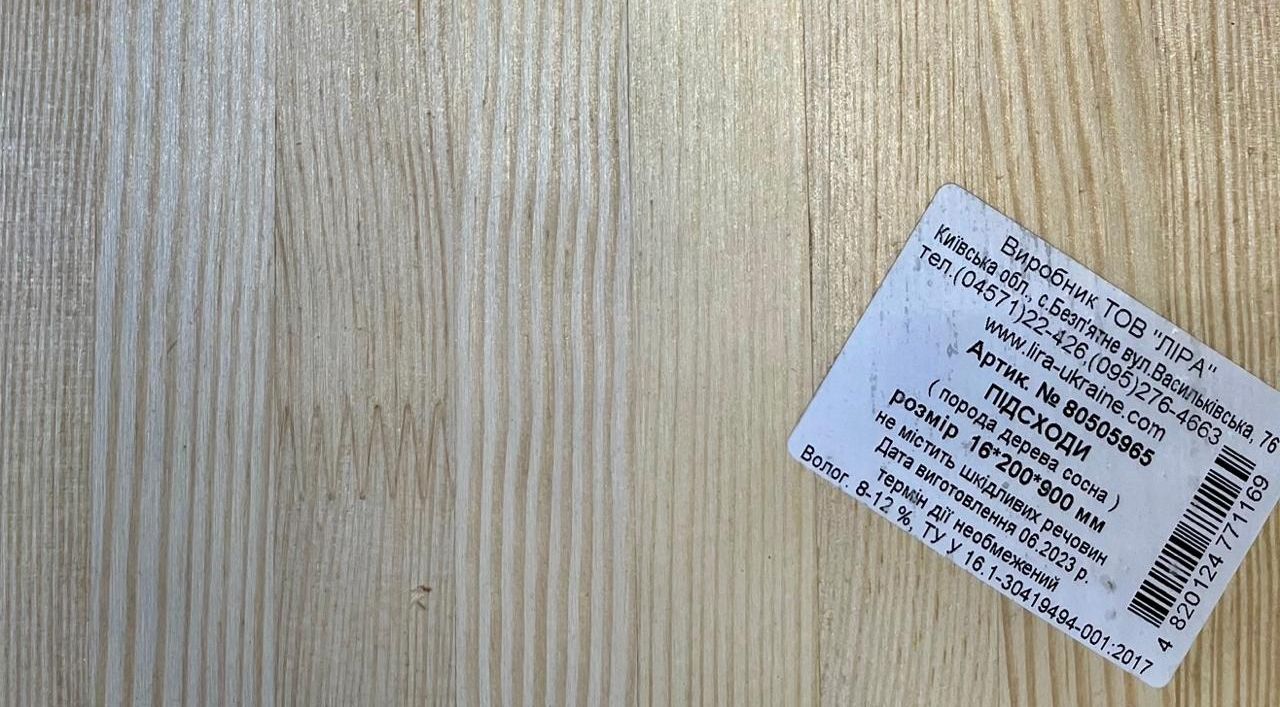 Виробник ТОВ "ЛІРА"
Київська обл., с.Безп'ятне вул.Васильківська, 76
Тел.(04571)22-426,(095)276-4663
www.lira-ukraine.com
Артик. № 80505965
ПІДСХОДИ
( порода дерева сосна )
розмір 16*200*900 мм
не містить шкідливих речовин
Дата виготовлення 06.2023 р.
термін дії необмежений
Волог. 8-12 %, ТУ У 16.1-30419494-001:2017
4 820124 771169